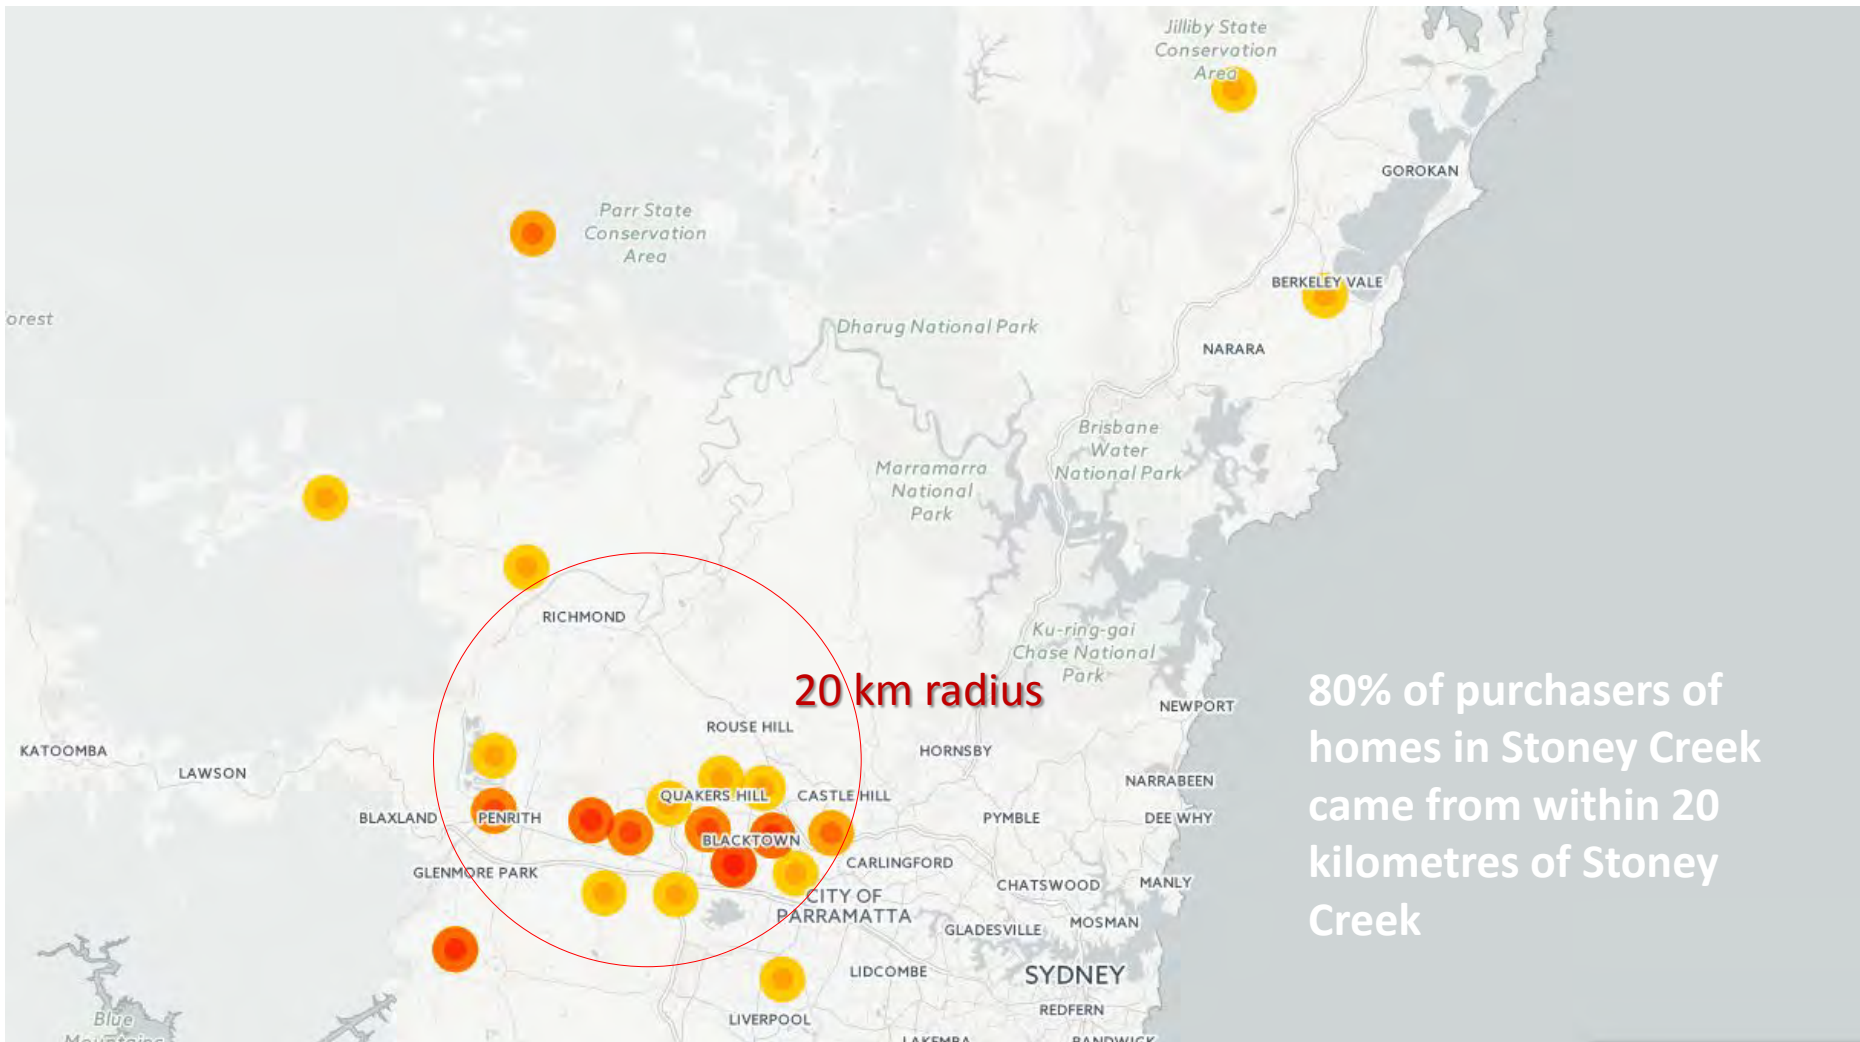 Jilliby State
Conservation
Area
GOROKAN
Parr State
Conservation
Area
BERKELEY VALE
orest
Dharug National Park
NARARA
Brisbane
Water
National Park
Marramarra
National
Park
RICHMOND
Ku-ring-gai
Chase National
Park
20 km radius
NEWPORT
ROUSE HILL
HORNSBY
KATOOMBA
LAWSON
NARRABEEN
QUAKERS HILL
CASTLE HILL
BLAXLAND
PENRITH
PYMBLE
DEE WHY
BLACKTOWN
CARLINGFORD
GLENMORE PARK
CHATSWOOD
MANLY
CITY OF
PARRAMATTA
GLADESVILLE
MOSMAN
LIDCOMBE
SYDNEY
REDFERN
LIVERPOOL
Blue
Mountains
LAKEMBA
RANDWICK
80% of purchasers of
homes in Stoney Creek
came from within 20
kilometres of Stoney
Creek